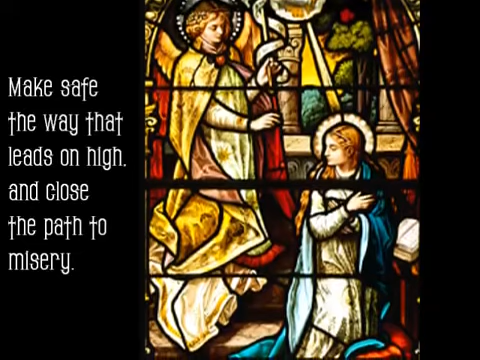 Make safe
the way that
leads on high,
and close
the path to
misery.